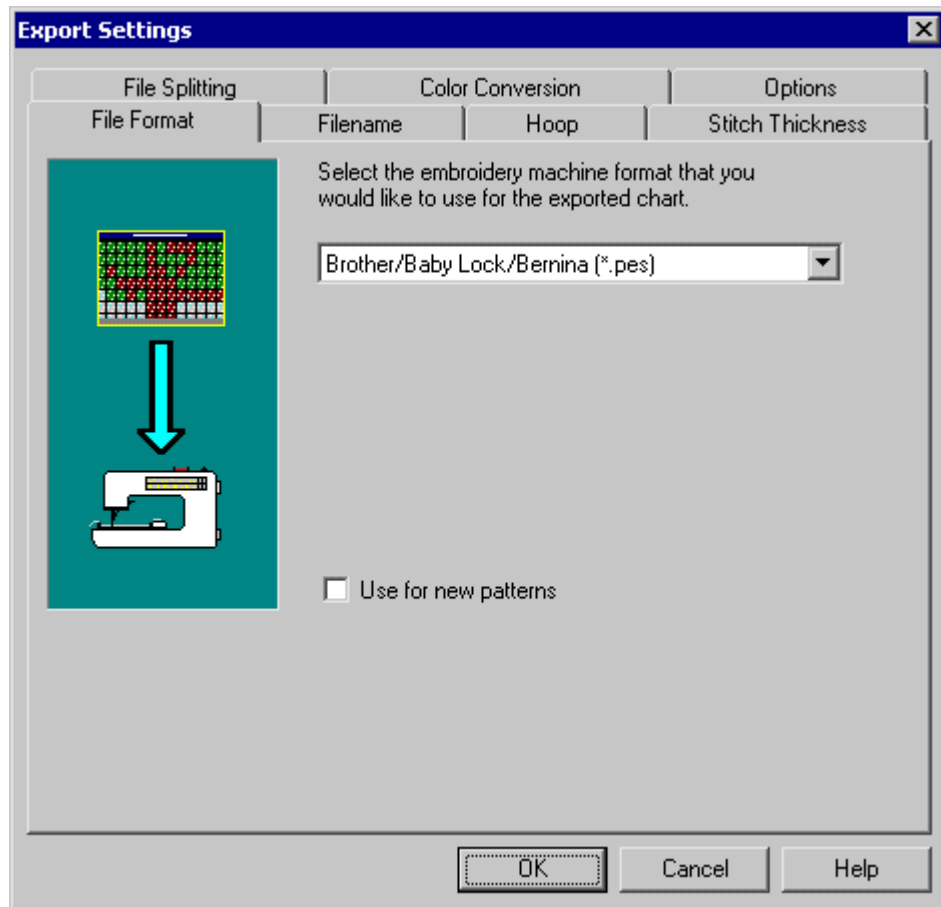 Export Settings
File Splitting
Color Conversion
Options
File Format
Filename
Hoop
Stitch Thickness
Select the embroidery machine format that you
would like to use for the exported chart.
Brother/Baby Lock/Bernina (*.pes)
Use for new patterns
OK
Cancel
Help